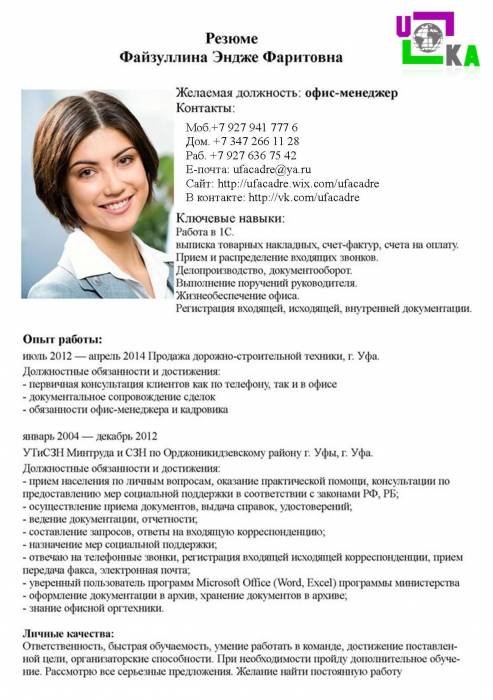 Резюме
Файзуллина Эндже Фаритовна
U
KA
Желаемая должность: офис-менеджер
Контакты:
Моб.+7 927 941 777 6
Дом. +7 347 266 11 28
Раб. +7 927 636 75 42
Е-почта: ufacadre@ya.ru
Сайт: http://ufacadre.wix.com/ufacadre
В контакте: http://vk.com/ufacadre
Ключевые навыки:
Работа в 1С.
выписка товарных накладных, счет-фактур, счета на оплату.
Прием и распределение входящих звонков.
Делопроизводство, документооборот.
Выполнение поручений руководителя.
Жизнеобеспечение офиса.
Регистрация входящей, исходящей, внутренней документации.
Опыт работы:
июль 2012 — апрель 2014 Продажа дорожно-строительной техники, г. Уфа.
Должностные обязанности и достижения:
- первичная консультация клиентов как по телефону, так и в офисе
- документальное сопровождение сделок
- обязанности офис-менеджера и кадровика
январь 2004 — декабрь 2012
УТиСЗН Минтруда и СЗН по Орджоникидзевскому району г. Уфы, г. Уфа.
Должностные обязанности и достижения:
- прием населения по личным вопросам, оказание практической помощи, консультации по
предоставлению мер социальной поддержки в соответствии с законами РФ, РБ;
- осуществление приема документов, выдача справок, удостоверений;
- ведение документации, отчетности;
- составление запросов, ответы на входящую корреспонденцию;
- назначение мер социальной поддержки;
- отвечаю на телефонные звонки, регистрация входящей исходящей корреспонденции, прием
передача факса, электронная почта;
- уверенный пользователь программ Microsoft Office (Word, Excel) программы министерства
- оформление документации в архив, хранение документов в архиве;
- знание офисной оргтехники.
Личные качества:
Ответственность, быстрая обучаемость, умение работать в команде, достижение поставлен-
ной цели, организаторские способности. При необходимости пройду дополнительное обуче-
ние. Рассмотрю все серьезные предложения. Желание найти постоянную работу